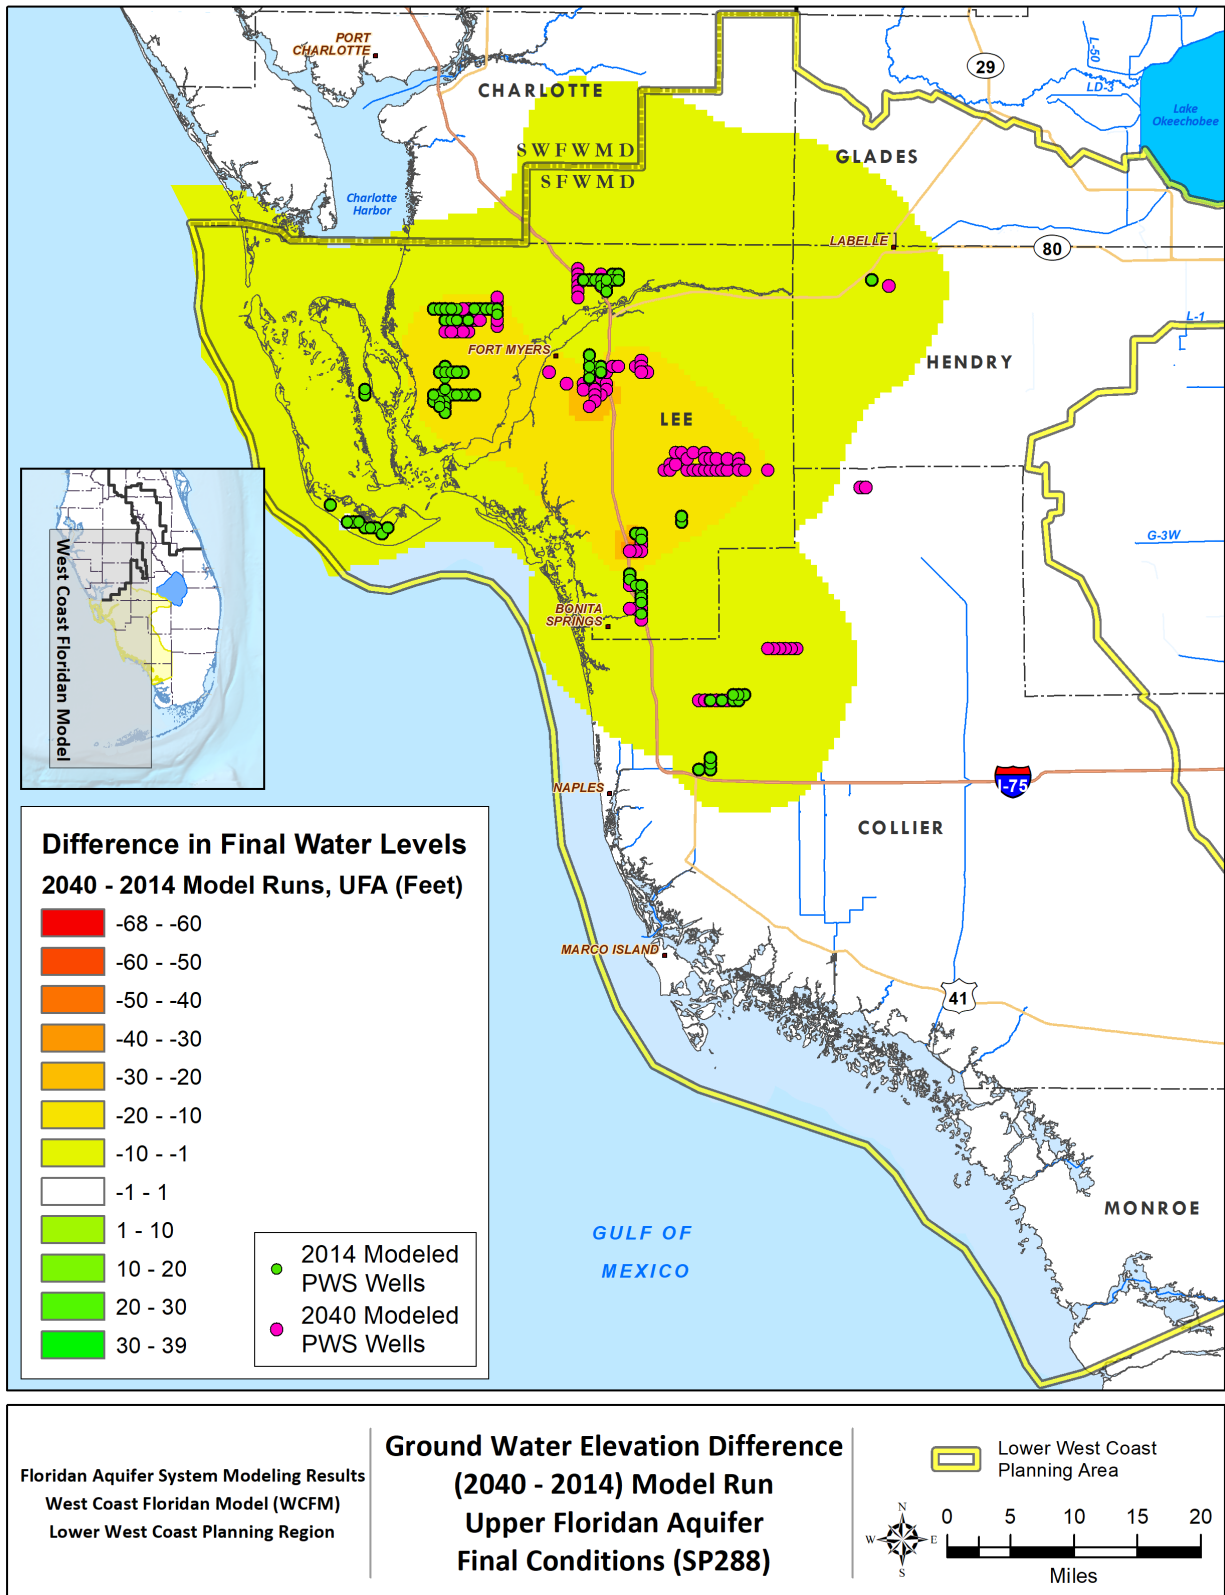 PORT
CHARLOTTE
CHARLOTTE
29
L-50
LD-3
Lake
Okeechobee
SWFWMD
SFWMD
GLADES
Charlotte
Harbor
LABELLE
80
L-1
FORT MYERS
HENDRY
LEE
G-3W
BONITA
SPRINGS
West Coast Floridan Model
NAPLES
I-75
COLLIER
MARCO ISLAND
41
MONROE
GULF OF
MEXICO
Difference in Final Water Levels
2040 - 2014 Model Runs, UFA (Feet)
-68 - -60
-60 - -50
-50 - -40
-40 - -30
-30 - -20
-20 - -10
-10 - -1
-1 - 1
1 - 10
10 - 20
20 - 30
30 - 39
2014 Modeled
PWS Wells
2040 Modeled
PWS Wells
Floridan Aquifer System Modeling Results
West Coast Floridan Model (WCFM)
Lower West Coast Planning Region
Ground Water Elevation Difference
(2040 - 2014) Model Run
Upper Floridan Aquifer
Final Conditions (SP288)
Lower West Coast
Planning Area
N
W E
S
0 5 10 15 20
Miles